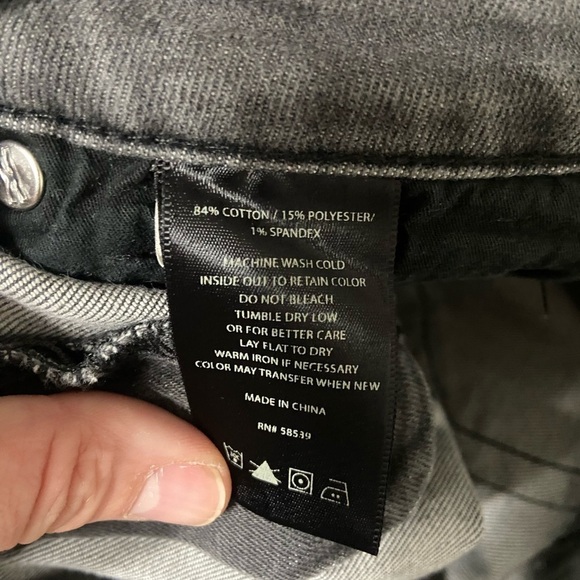 84% COTTON / 15% POLYESTER/
1% SPANDEX
MACHINE WASH COLD
INSIDE OUT TO RETAIN COLOR
DO NOT BLEACH
TUMBLE DRY LOW
OR FOR BETTER CARE
LAY FLAT TO DRY
WARM IRON IF NECESSARY
COLOR MAY TRANSFER WHEN NEW
MADE IN CHINA
RN# 58539